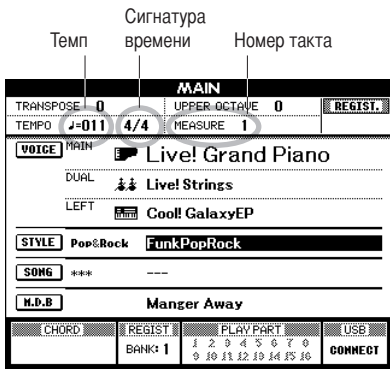 Сигнатура
Темп времени Номер такта
MAIN
TRANSPOSE 0 UPPER OCTAVE 0 REGIST.
TEMPO ♩=011 4/4 MEASURE 1
VOICE MAIN Live! Grand Piano
DUAL Live! Strings
LEFT Cool! GalaxyEP
STYLE Pop&Rock FunkPopRock
SONG *** ---
M.D.B Manger Away
CHORD REGIST PLAY PART USB
BANK: 1 1 2 3 4 5 6 7 8 CONNECT
9 10 11 12 13 14 15 16